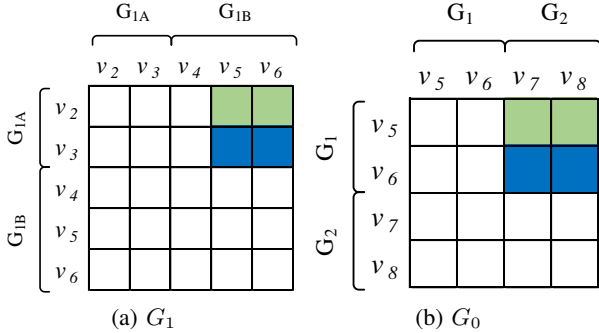 G1A G1B
v2 v3 v4 v5 v6
G1A
v2
v3
G1B
v4
v5
v6
(a) G1
G1 G2
v5 v6 v7 v8
G1
v5
v6
G2
v7
v8
(b) G0